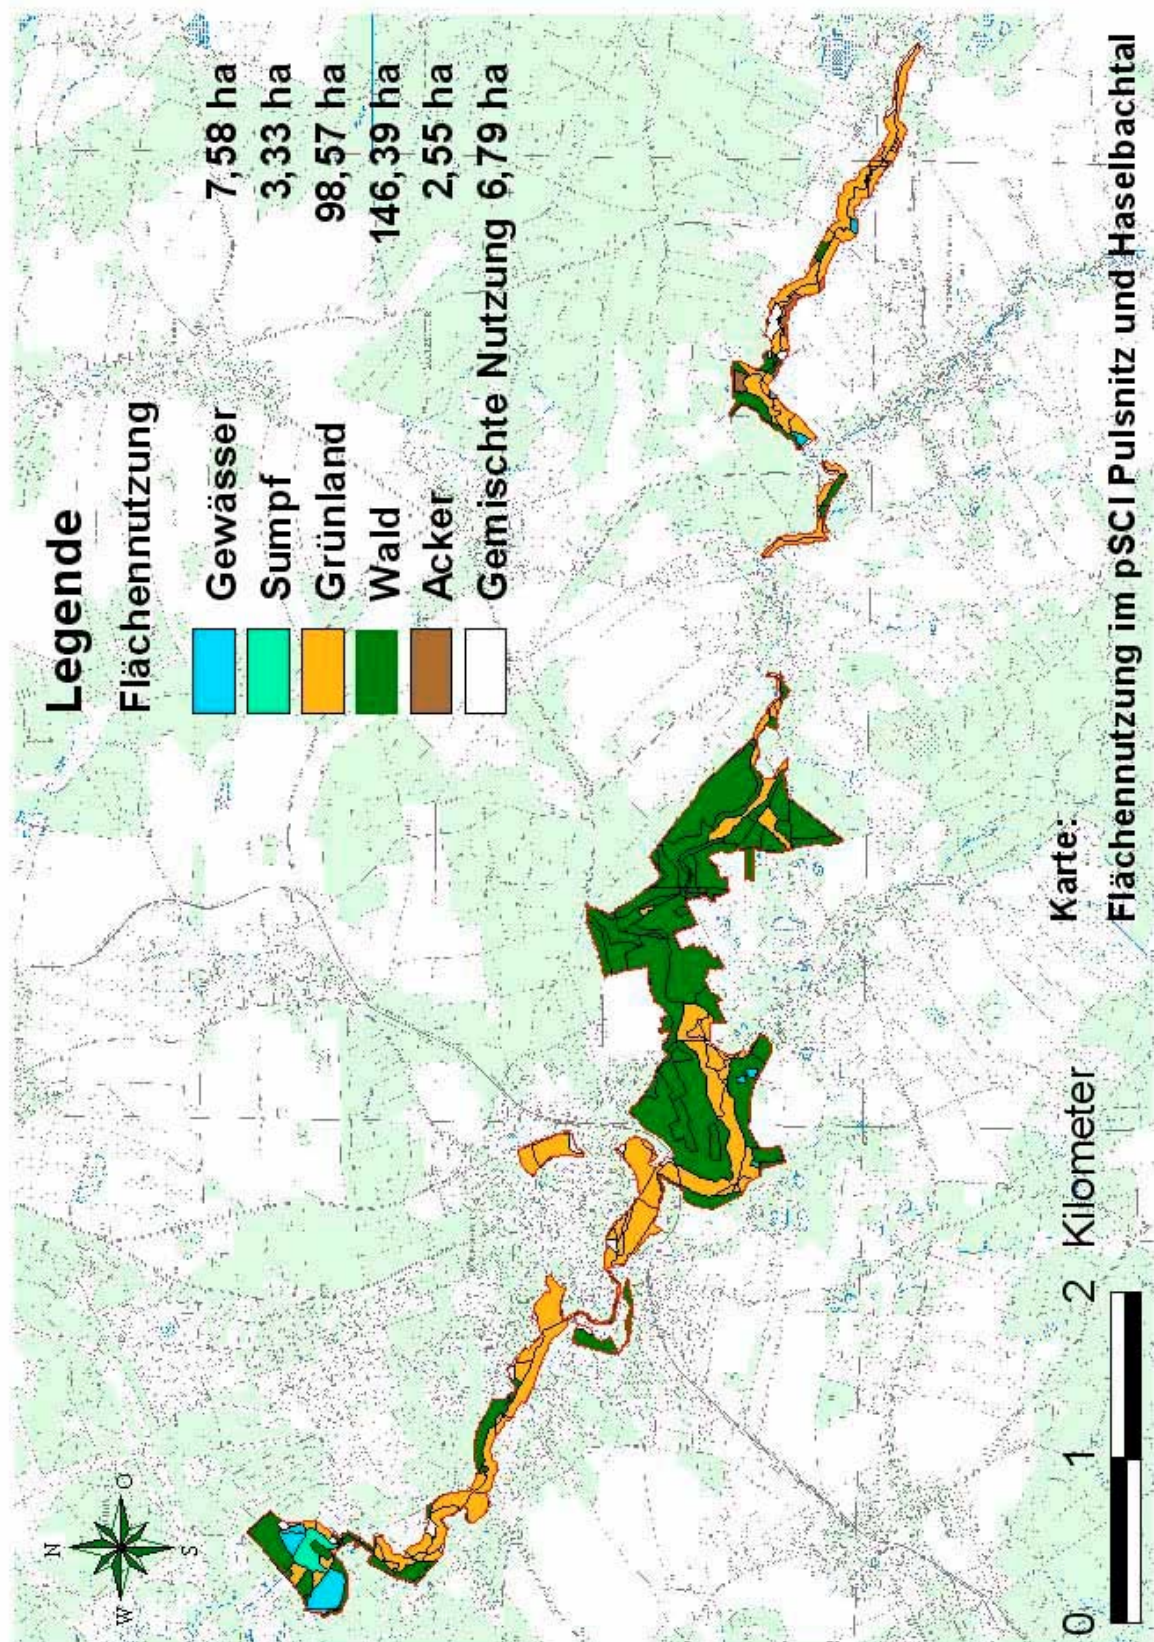 Legende
Flächennutzung
Gewässer 7,58 ha
Sumpf 3,33 ha
Grünland 98,57 ha
Wald 146,39 ha
Acker 2,55 ha
Gemischte Nutzung 6,79 ha
N
W O
S
0 1 2 Kilometer
Karte:
Flächennutzung im pSCI Pulsnitz und Haselbachtal